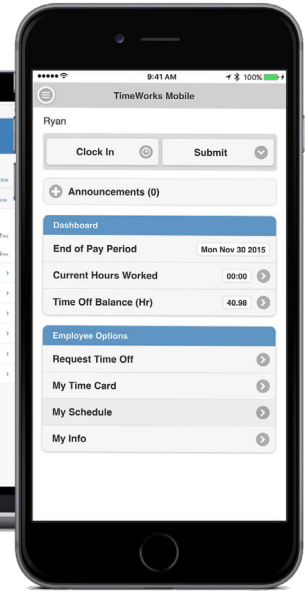 9:41 AM
100%
TimeWorks Mobile
Ryan
Clock In
Submit
Announcements (0)
Dashboard
End of Pay Period Mon Nov 30 2015
Current Hours Worked 00:00
Time Off Balance (Hr) 40.98
Employee Options
Request Time Off
My Time Card
My Schedule
My Info